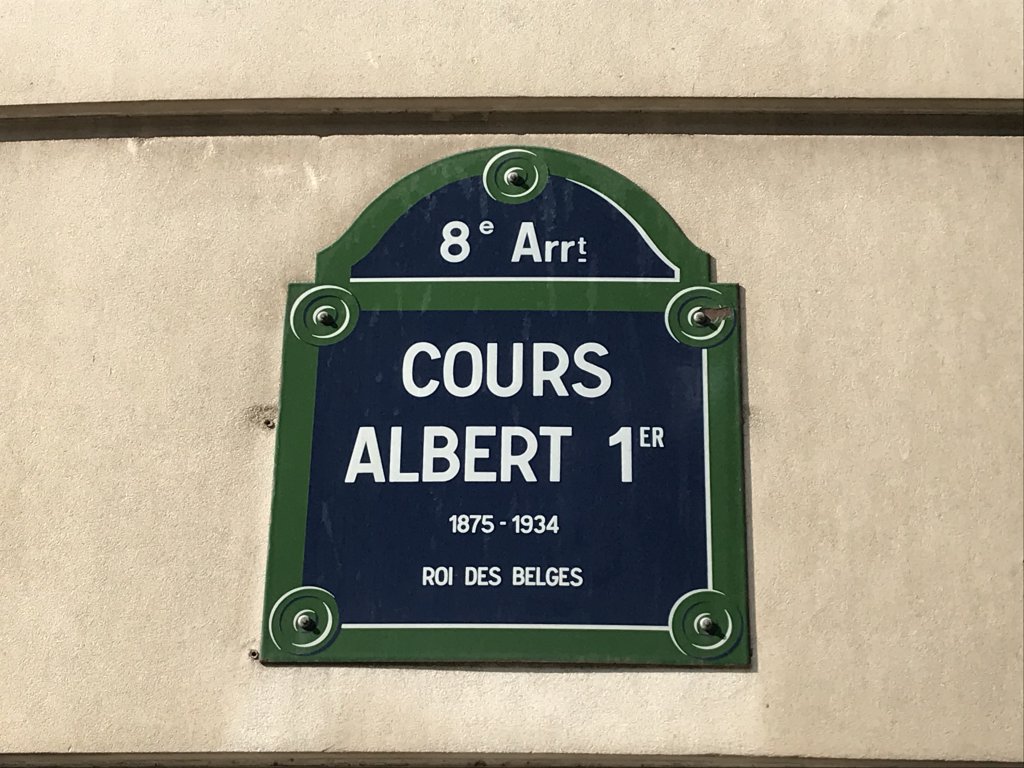 8e Arrt
COURS
ALBERT 1ER
1875 - 1934
ROI DES BELGES